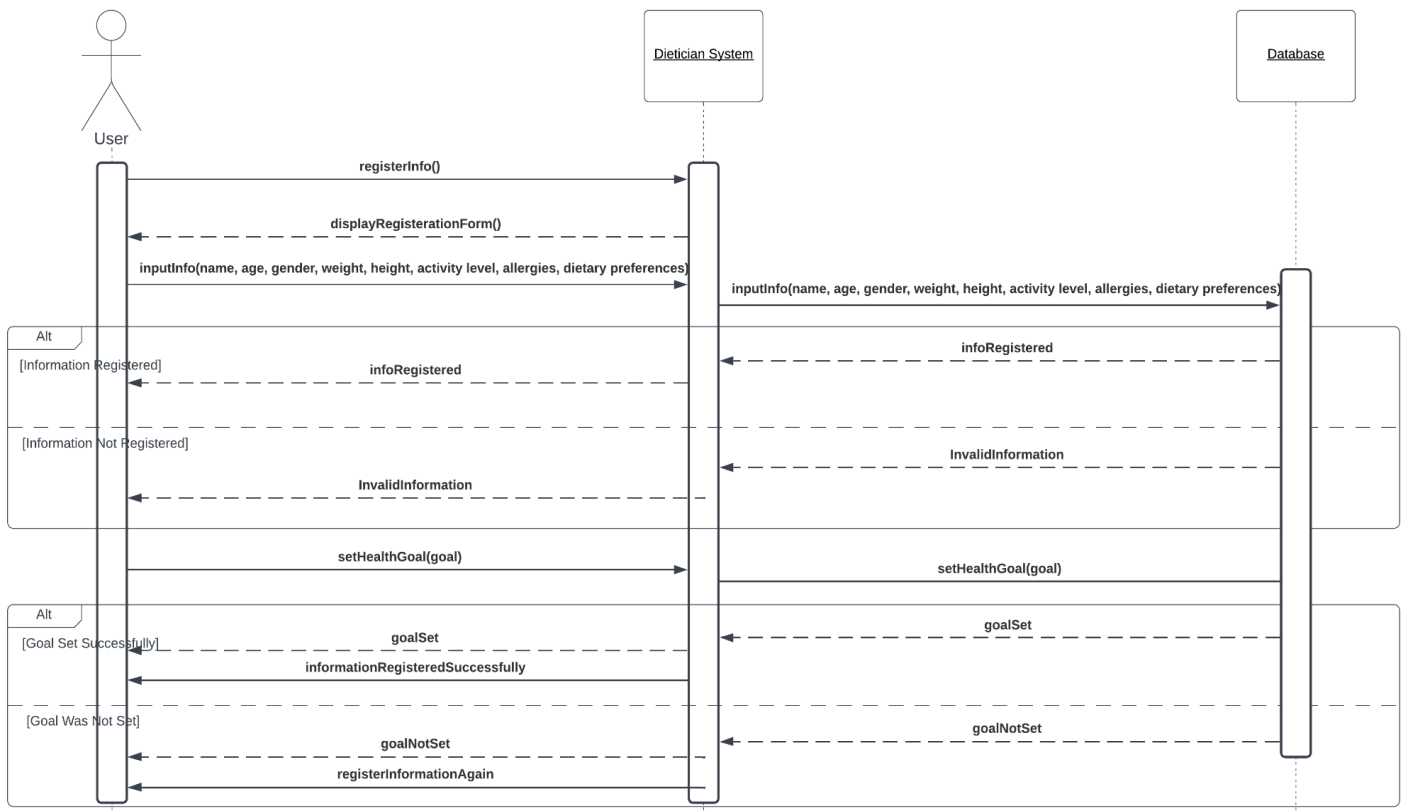 Dietician System
Database
User
registerInfo()
displayRegisterationForm()
inputInfo(name, age, gender, weight, height, activity level, allergies, dietary preferences)
inputInfo(name, age, gender, weight, height, activity level, allergies, dietary preferences)
Alt
[Information Registered]
infoRegistered
infoRegistered
[Information Not Registered]
InvalidInformation
InvalidInformation
setHealthGoal(goal)
setHealthGoal(goal)
Alt
[Goal Set Successfully]
goalSet
goalSet
informationRegisteredSuccessfully
[Goal Was Not Set]
goalNotSet
goalNotSet
registerInformationAgain